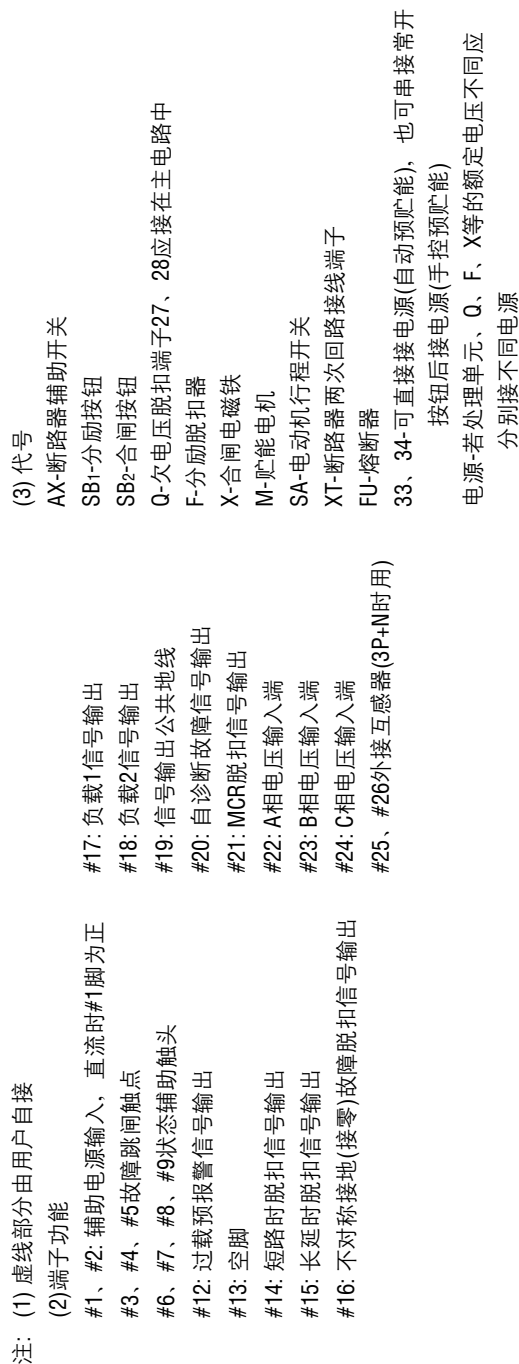 注: (1) 虚线部分由用户自接
(2)端子功能
#1、#2: 辅助电源输入，直流时#1脚为正
#3、#4、#5故障跳闸触点
#6、#7、#8、#9状态辅助触头
#12: 过载预报警信号输出
#13: 空脚
#14: 短路时脱扣信号输出
#15: 长延时脱扣信号输出
#16: 不对称接地(接零)故障脱扣信号输出
#17: 负载1信号输出
#18: 负载2信号输出
#19: 信号输出公共地线
#20: 自诊断故障信号输出
#21: MCR脱扣信号输出
#22: A相电压输入端
#23: B相电压输入端
#24: C相电压输入端
#25、#26外接互感器(3P+N时用)
(3) 代号
AX-断路器辅助开关
SB₁-分励按钮
SB₂-合闸按钮
Q-欠电压脱扣端子27、28应接在主电路中
F-分励脱扣器
X-合闸电磁铁
M-贮能电机
SA-电动机行程开关
XT-断路器两次回路接线端子
FU-熔断器
33、34-可直接接电源(自动预贮能)，也可串接常开
按钮后接电源(手控预贮能)
电源-若处理单元、Q、F、X等的额定电压不同应
分别接不同电源